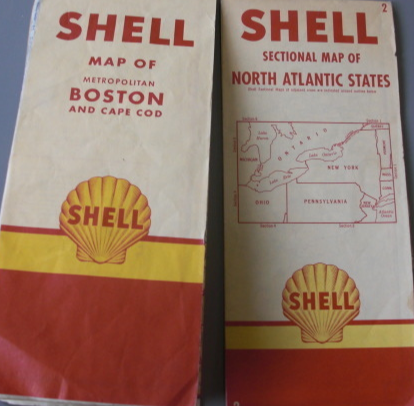 SHELL
MAP OF
METROPOLITAN
BOSTON
AND CAPE COD
SHELL
2
SHELL
SECTIONAL MAP OF
NORTH ATLANTIC STATES
ONTARIO
NEW YORK
OHIO
PENNSYLVANIA
SHELL